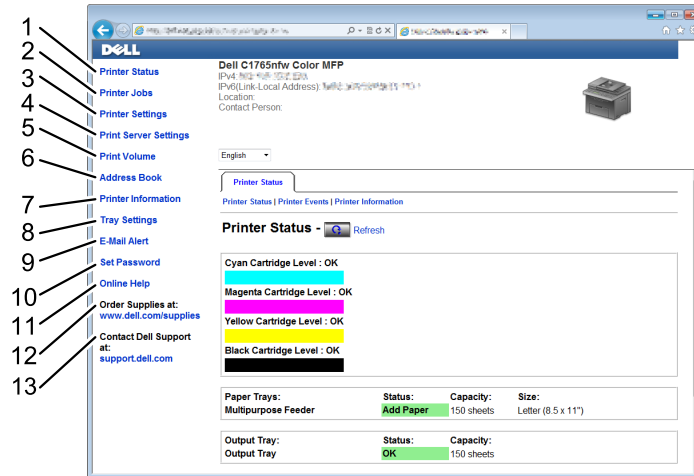 DELL
1 Printer Status
2 Printer Jobs
3 Printer Settings
4 Print Server Settings
5 Print Volume
6 Address Book
7 Printer Information
8 Tray Settings
9 E-Mail Alert
10 Set Password
11 Online Help
12 Order Supplies at:
www.dell.com/supplies
13 Contact Dell Support
at:
support.dell.com
Dell C1765nfw Color MFP
IPv4:
IPv6(Link-Local Address):
Location:
Contact Person:
English
Printer Status
Printer Status | Printer Events | Printer Information
Printer Status - Refresh
Cyan Cartridge Level : OK
Magenta Cartridge Level : OK
Yellow Cartridge Level : OK
Black Cartridge Level : OK
Paper Trays: Status: Capacity: Size:
Multipurpose Feeder Add Paper 150 sheets Letter (8.5 x 11")
Output Tray: Status: Capacity:
Output Tray OK 150 sheets